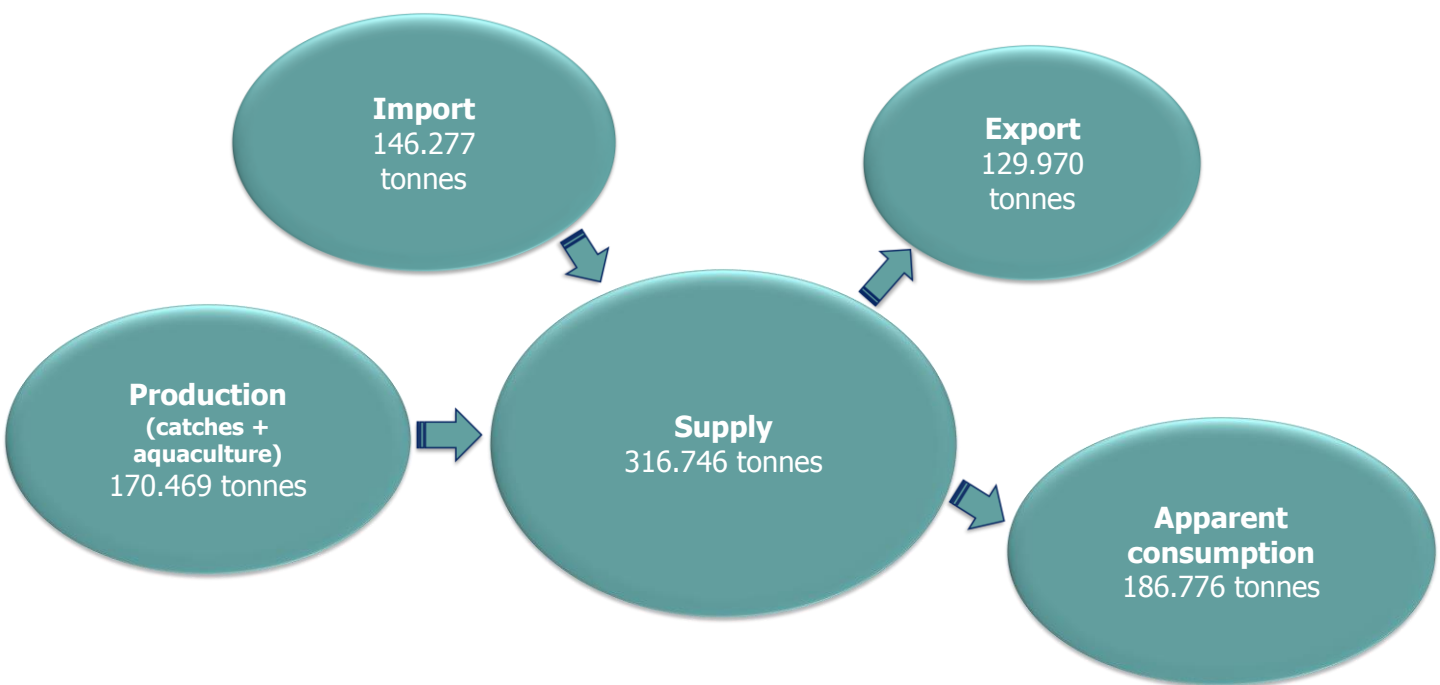 Import
146.277
tonnes
Export
129.970
tonnes
Production
(catches +
aquaculture)
170.469 tonnes
Supply
316.746 tonnes
Apparent
consumption
186.776 tonnes